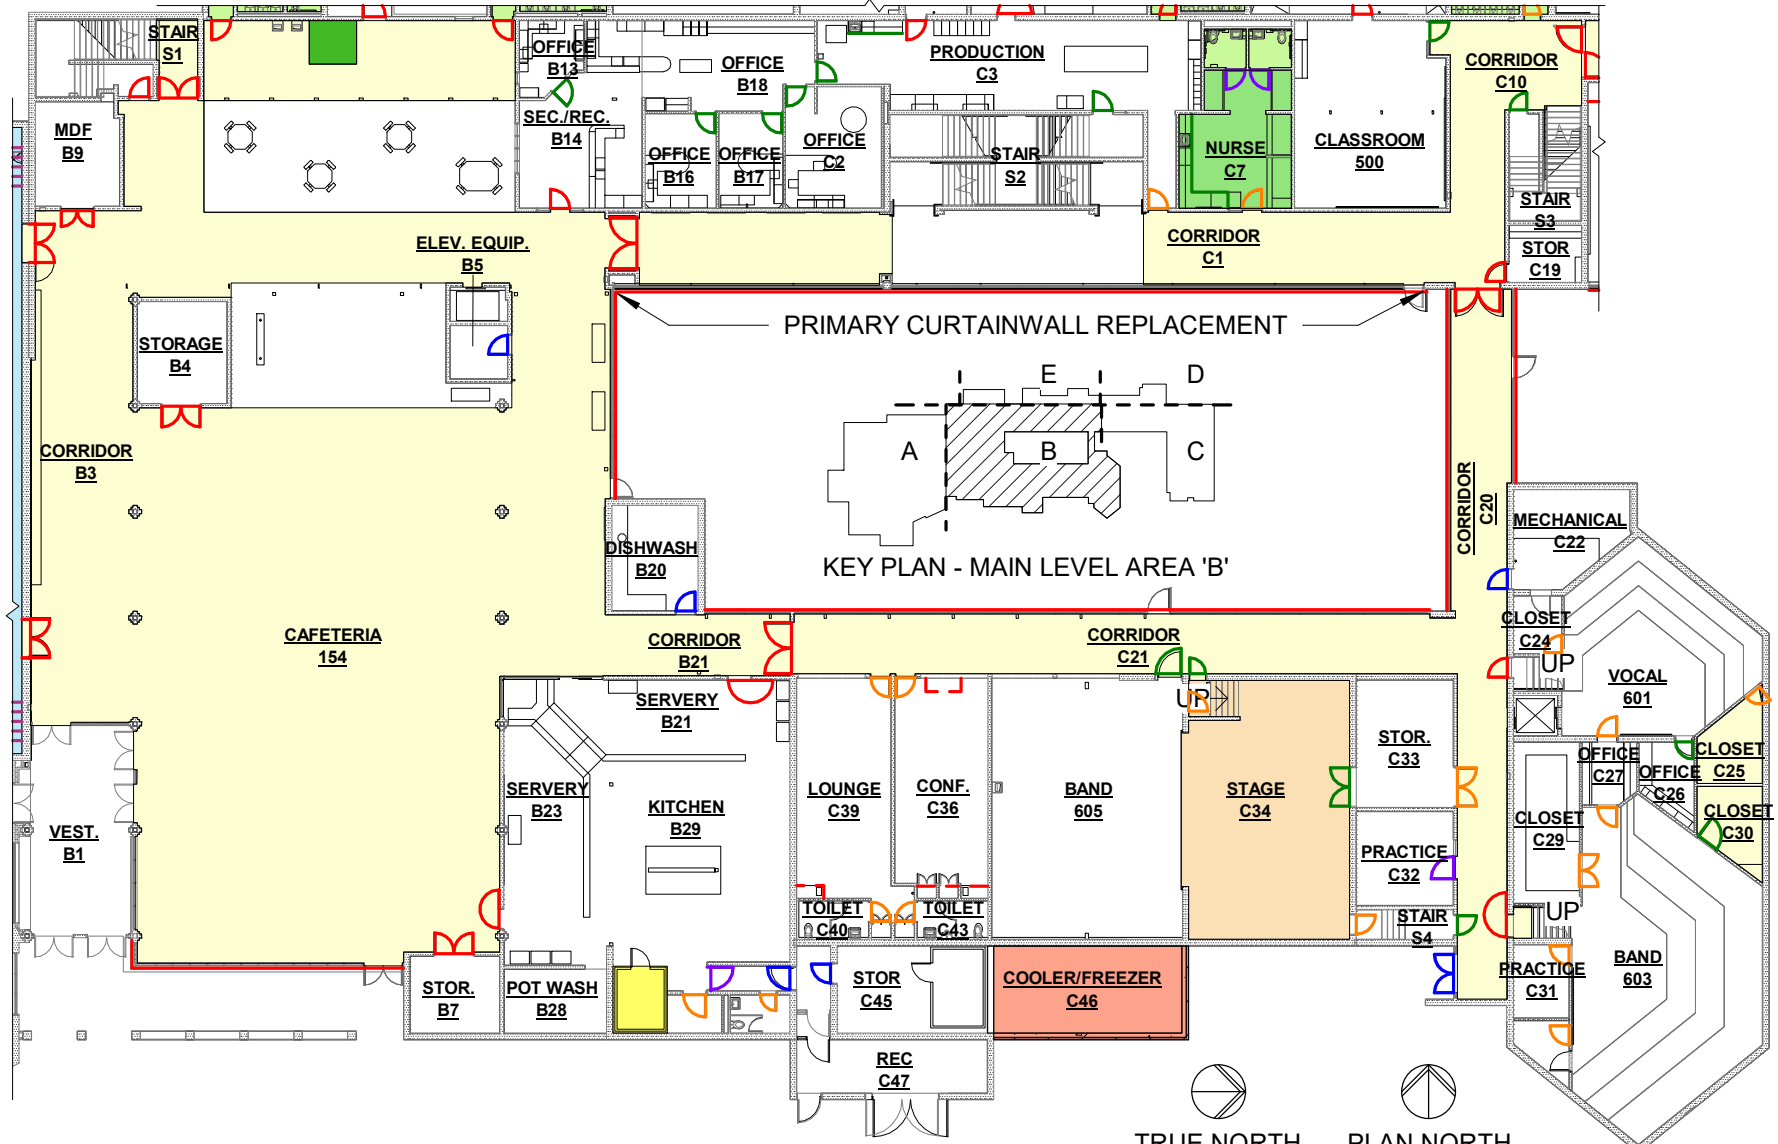 STAIR
S1
OFFICE
B13
OFFICE
B18
PRODUCTION
C3
CORRIDOR
C10
MDF
B9
SEC./REC.
B14
OFFICE
B16
OFFICE
B17
OFFICE
C2
STAIR
S2
NURSE
C7
CLASSROOM
500
STAIR
S3
STOR
C19
ELEV. EQUIP.
B5
CORRIDOR
C1
PRIMARY CURTAINWALL REPLACEMENT
STORAGE
B4
E
D
A
B
C
KEY PLAN - MAIN LEVEL AREA 'B'
CORRIDOR
B3
CORRIDOR
C20
MECHANICAL
C22
DISHWASH
B20
CLOSET
C24
UP
CAFETERIA
154
CORRIDOR
B21
CORRIDOR
C21
VOCAL
601
SERVERY
B21
UP
STOR.
C33
OFFICE
C27
OFFICE
C26
CLOSET
C25
SERVERY
B23
KITCHEN
B29
LOUNGE
C39
CONF.
C36
BAND
605
STAGE
C34
CLOSET
C29
CLOSET
C30
VEST.
B1
PRACTICE
C32
TOILET
C40
TOILET
C43
STAIR
S4
UP
BAND
603
STOR.
B7
POT WASH
B28
STOR
C45
COOLER/FREEZER
C46
PRACTICE
C31
REC
C47
TRUE NORTH
PLAN NORTH